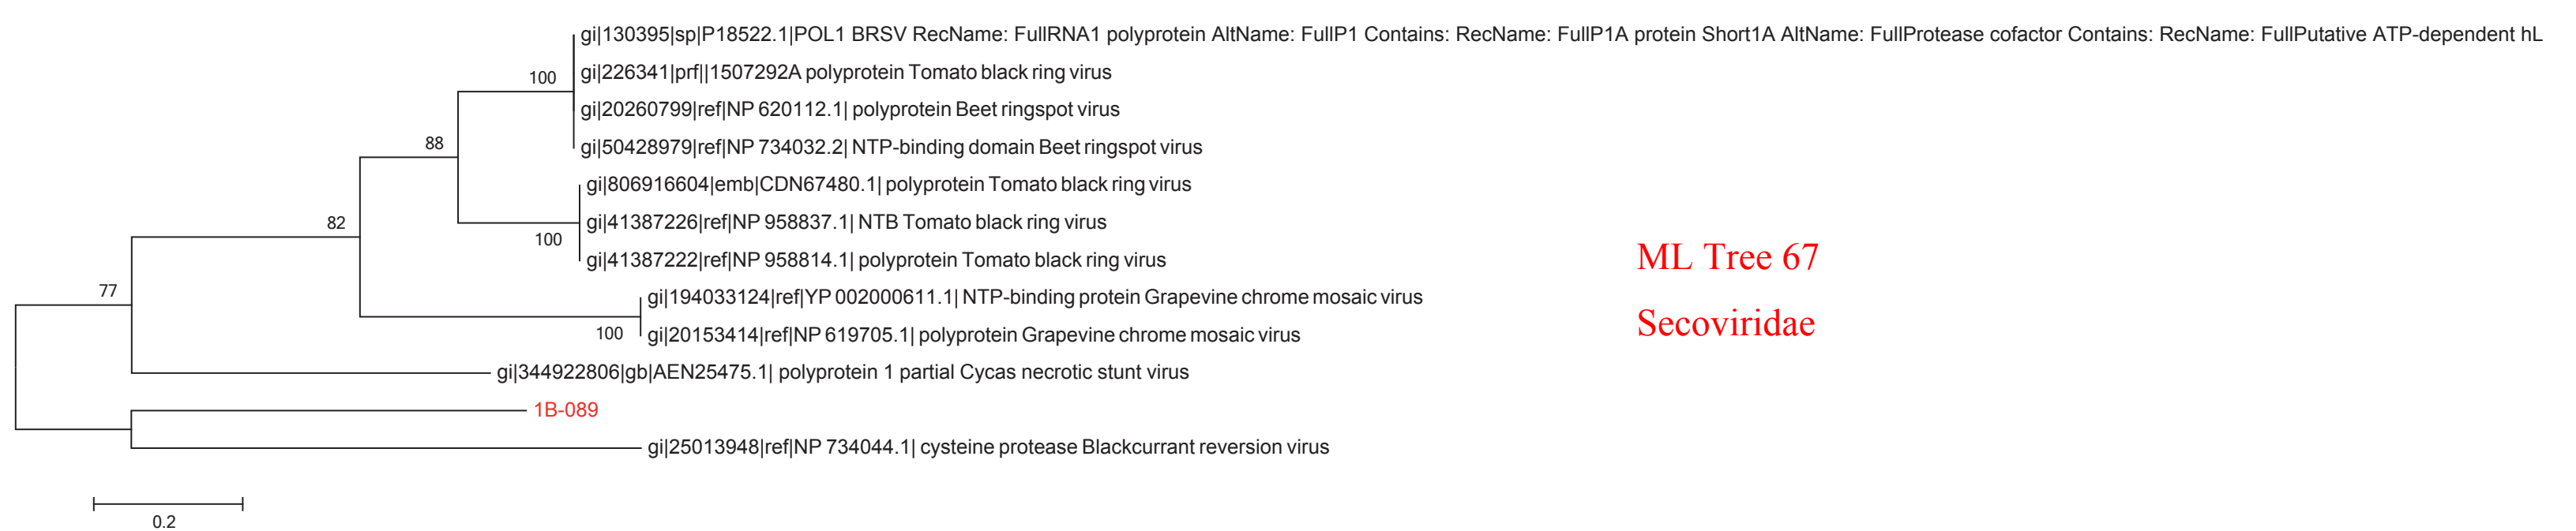 gi|130395|sp|P18522.1|POL1 BRSV RecName: FullRNA1 polyprotein AltName: FullP1 Contains: RecName: FullP1A protein Short1A AltName: FullProtease cofactor Contains: RecName: FullPutative ATP-dependent hL
100
gi|226341|prf||1507292A polyprotein Tomato black ring virus
gi|20260799|ref|NP 620112.1| polyprotein Beet ringspot virus
88
gi|50428979|ref|NP 734032.2| NTP-binding domain Beet ringspot virus
gi|806916604|emb|CDN67480.1| polyprotein Tomato black ring virus
82
gi|41387226|ref|NP 958837.1| NTB Tomato black ring virus
100
gi|41387222|ref|NP 958814.1| polyprotein Tomato black ring virus
ML Tree 67
77
gi|194033124|ref|YP 002000611.1| NTP-binding protein Grapevine chrome mosaic virus
Secoviridae
100
gi|20153414|ref|NP 619705.1| polyprotein Grapevine chrome mosaic virus
gi|344922806|gb|AEN25475.1| polyprotein 1 partial Cycas necrotic stunt virus
1B-089
gi|25013948|ref|NP 734044.1| cysteine protease Blackcurrant reversion virus
0.2